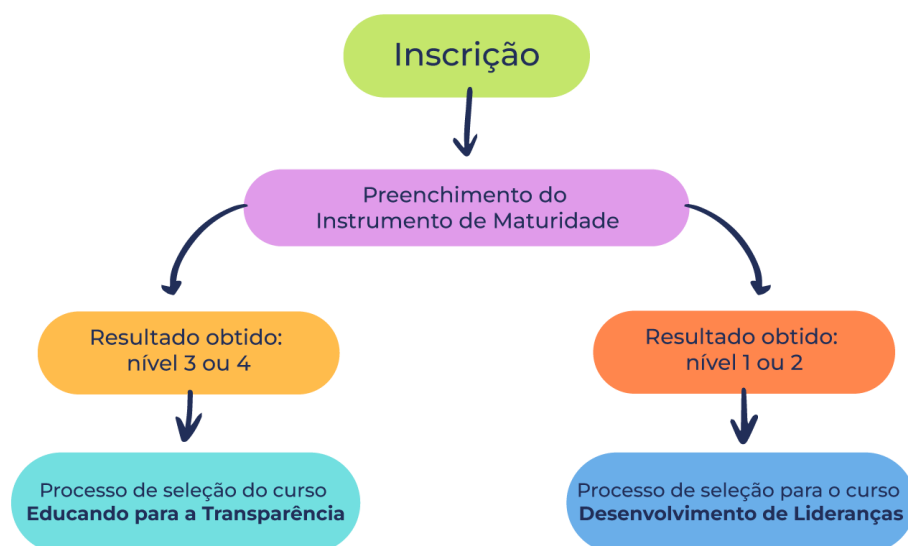 Inscrição
Preenchimento do
Instrumento de Maturidade
Resultado obtido:
nível 3 ou 4
Resultado obtido:
nível 1 ou 2
Processo de seleção do curso
Educando para a Transparência
Processo de seleção para o curso
Desenvolvimento de Lideranças